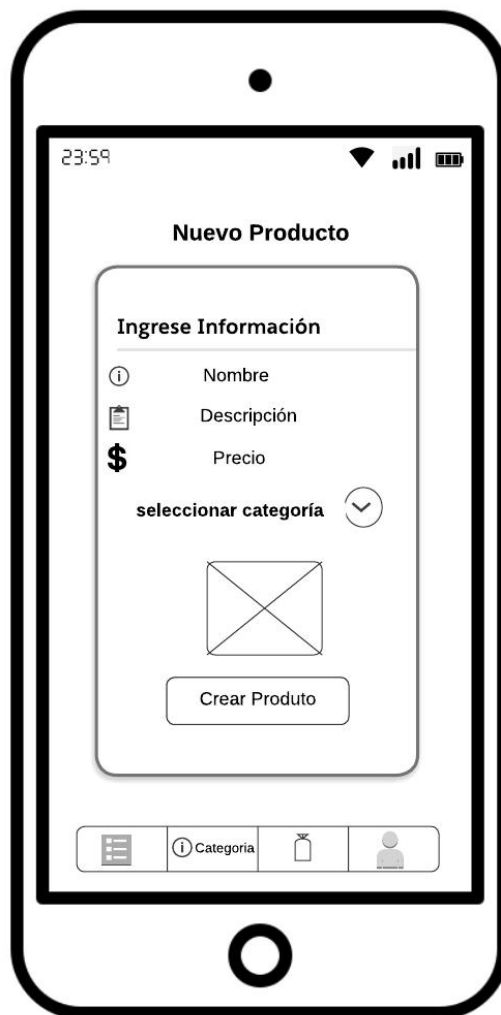 23:59
Nuevo Producto
Ingrese Información
Nombre
Descripción
$ Precio
seleccionar categoría
Crear Produto
Categoria